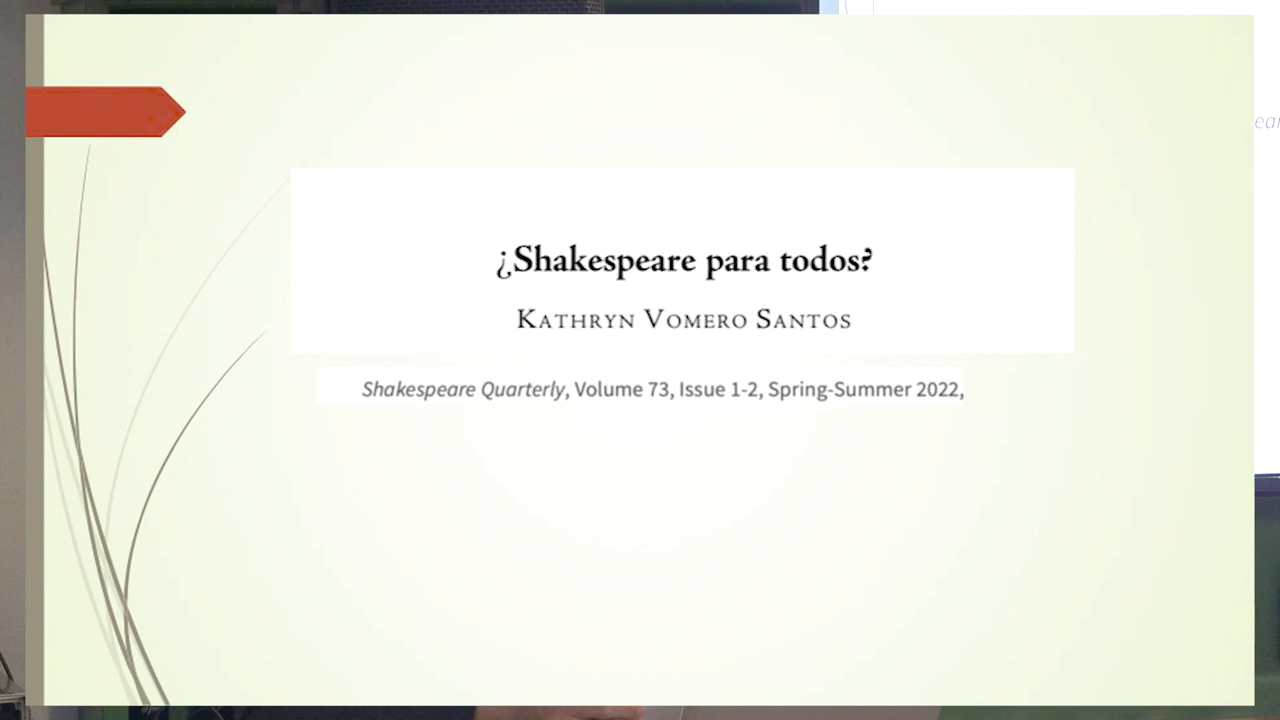 ¿Shakespeare para todos?
KATHRYN VOMERO SANTOS
Shakespeare Quarterly, Volume 73, Issue 1-2, Spring-Summer 2022,